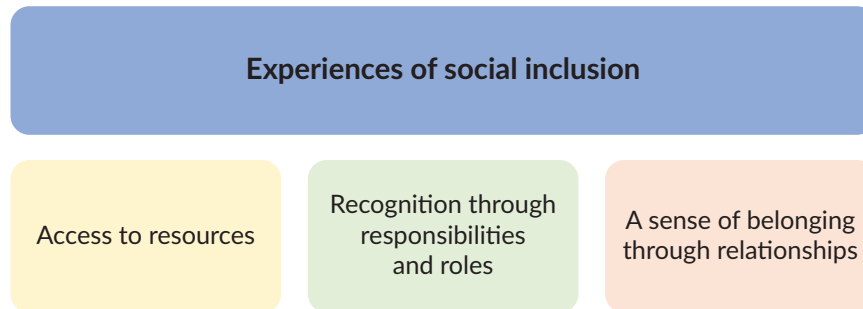 Experiences of social inclusion
Access to resources
Recognition through
responsibilities
and roles
A sense of belonging
through relationships